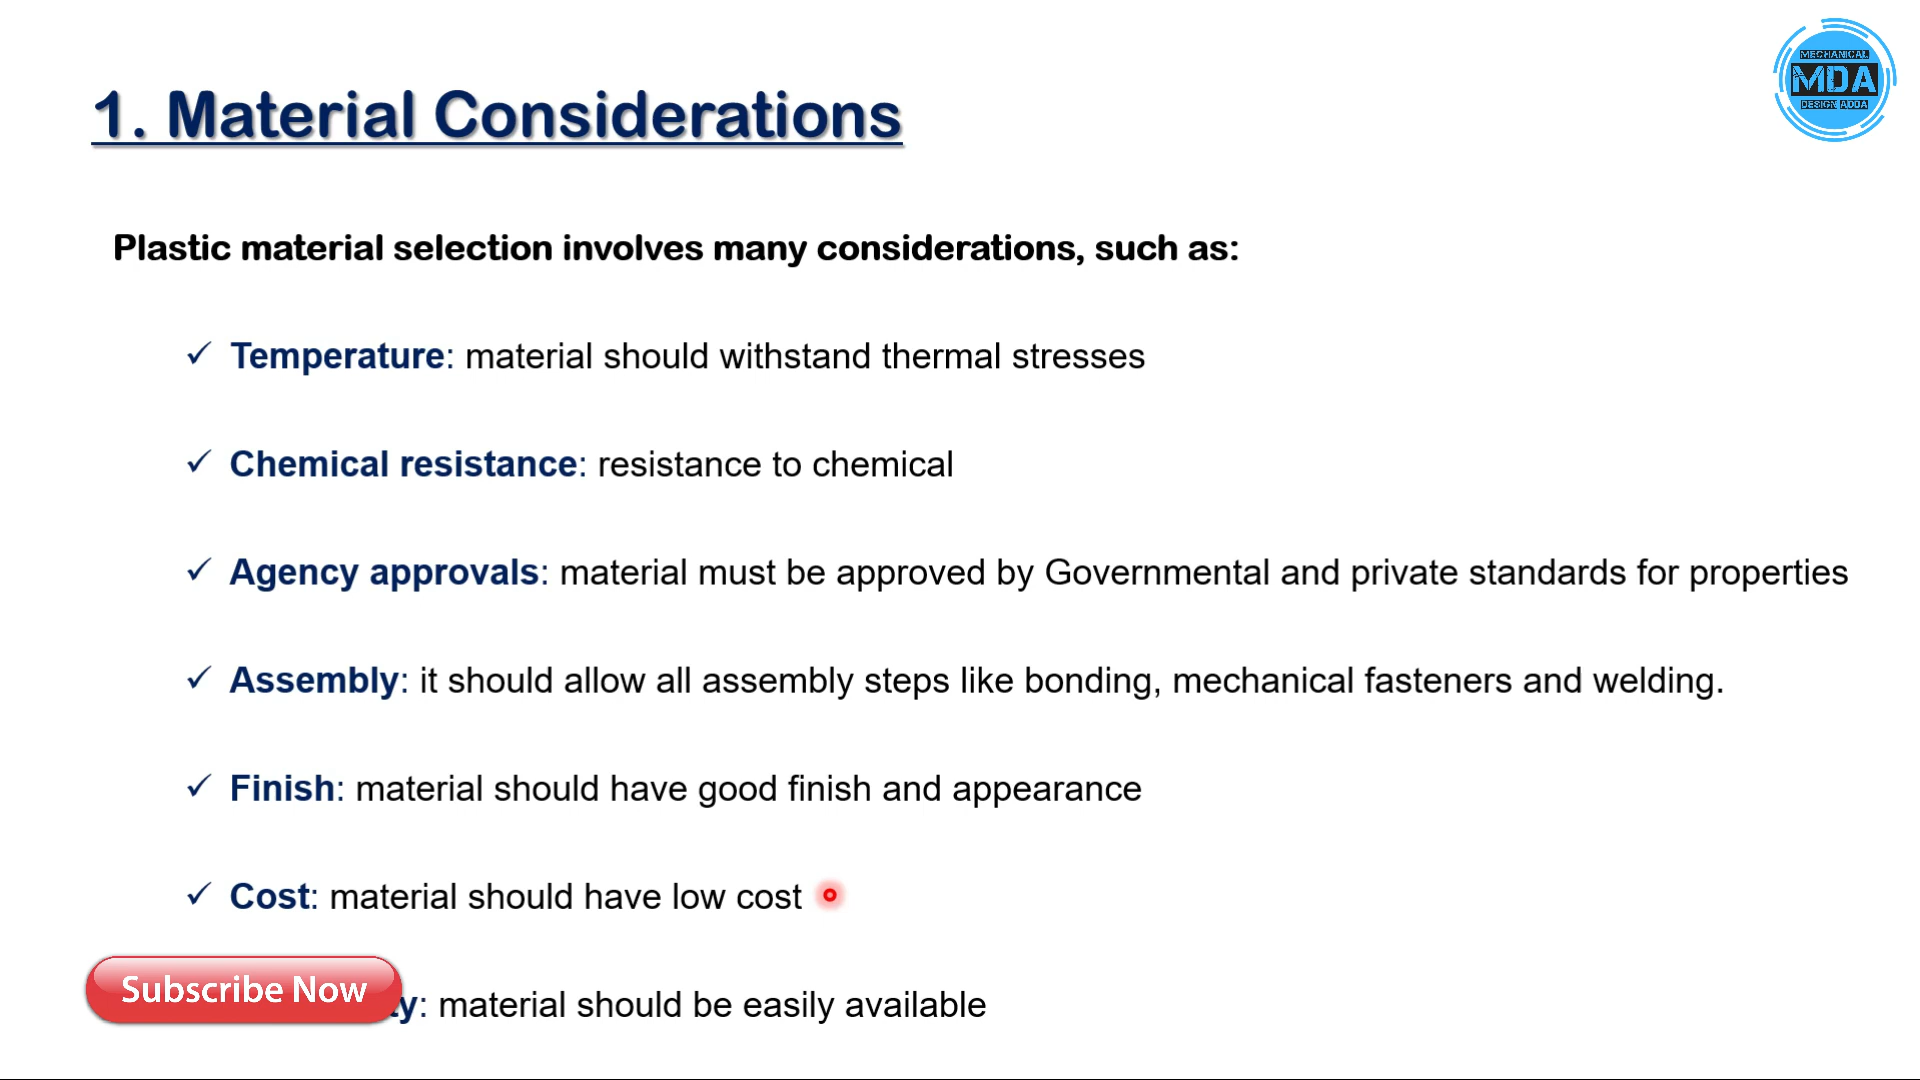 MECHANICAL
MDA
DESIGN ADDA
1. Material Considerations
Plastic material selection involves many considerations, such as:
✓ Temperature: material should withstand thermal stresses
✓ Chemical resistance: resistance to chemical
✓ Agency approvals: material must be approved by Governmental and private standards for properties
✓ Assembly: it should allow all assembly steps like bonding, mechanical fasteners and welding.
✓ Finish: material should have good finish and appearance
✓ Cost: material should have low cost
Subscribe Now
ty: material should be easily available